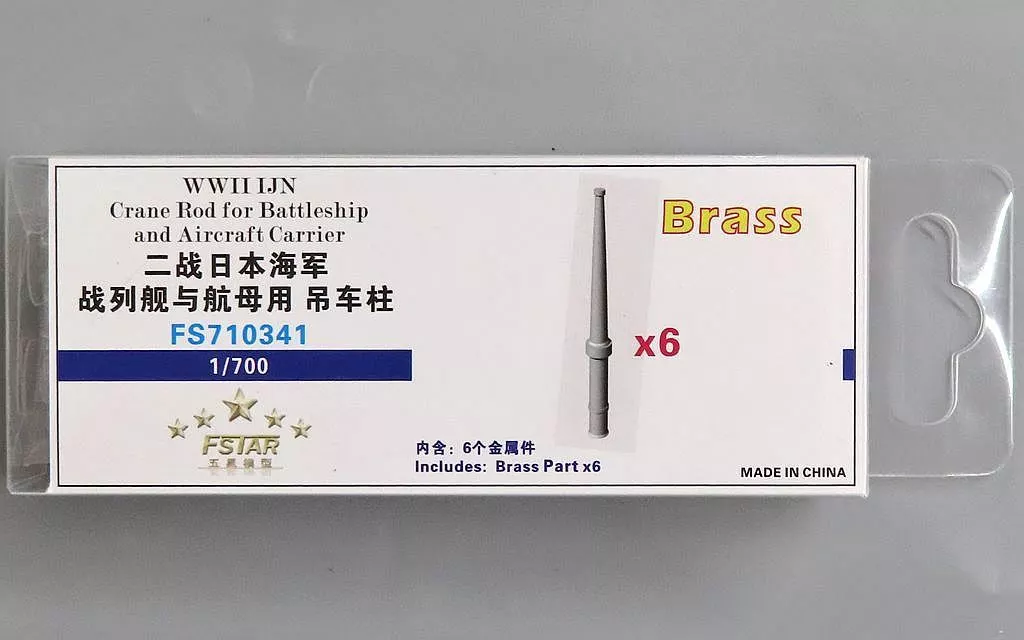 WWII IJN
Crane Rod for Battleship
and Aircraft Carrier
二战日本海军
战列舰与航母用 吊车柱
FS710341
1/700
FSTAR
五星模型
Brass
x6
内含：6个金属件
Includes: Brass Part x6
MADE IN CHINA